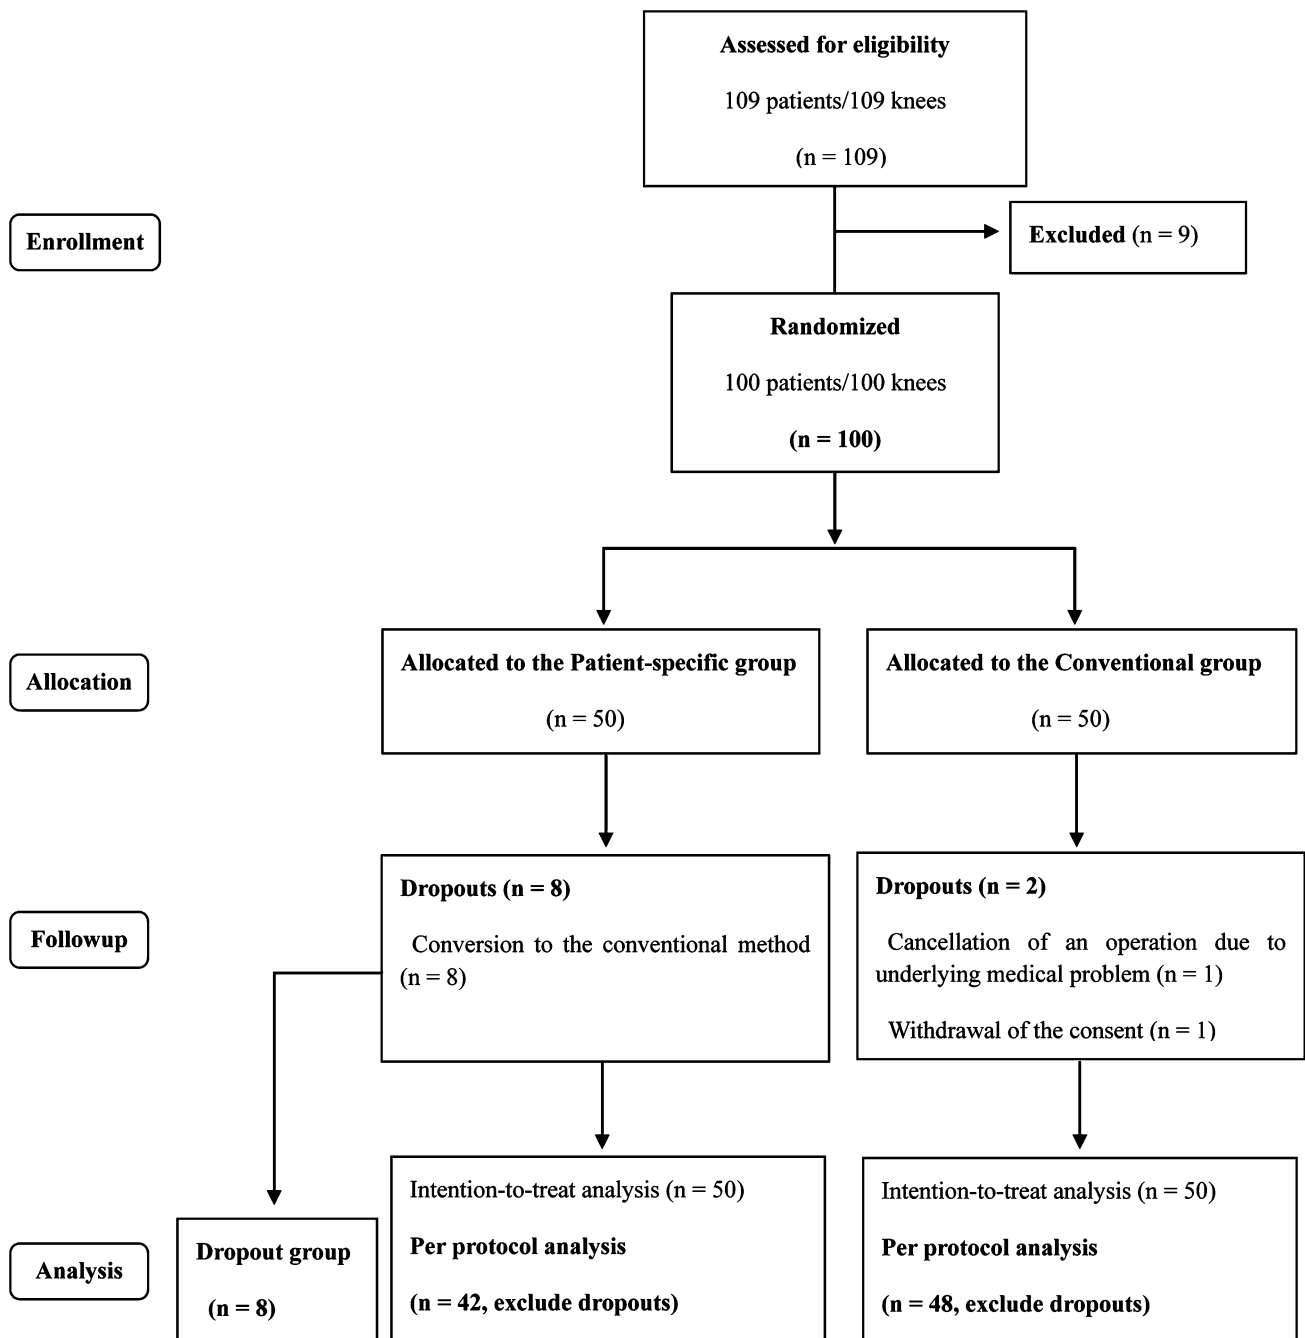 Assessed for eligibility
109 patients/109 knees
(n = 109)
Enrollment
Excluded (n = 9)
Randomized
100 patients/100 knees
(n = 100)
Allocation
Allocated to the Patient-specific group
(n = 50)
Allocated to the Conventional group
(n = 50)
Followup
Dropouts (n = 8)
Conversion to the conventional method
(n = 8)
Dropouts (n = 2)
Cancellation of an operation due to
underlying medical problem (n = 1)
Withdrawal of the consent (n = 1)
Analysis
Dropout group
(n = 8)
Intention-to-treat analysis (n = 50)
Per protocol analysis
(n = 42, exclude dropouts)
Intention-to-treat analysis (n = 50)
Per protocol analysis
(n = 48, exclude dropouts)